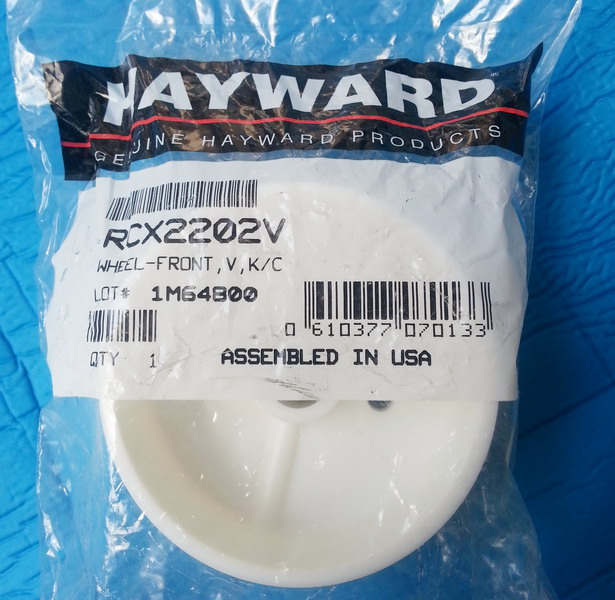 HAYWARD
GENUINE HAYWARD PRODUCTS
RCX2202V
WHEEL-FRONT,V,K/C
LOT# 1M64800
0 610377 070133
QTY 1 ASSEMBLED IN USA